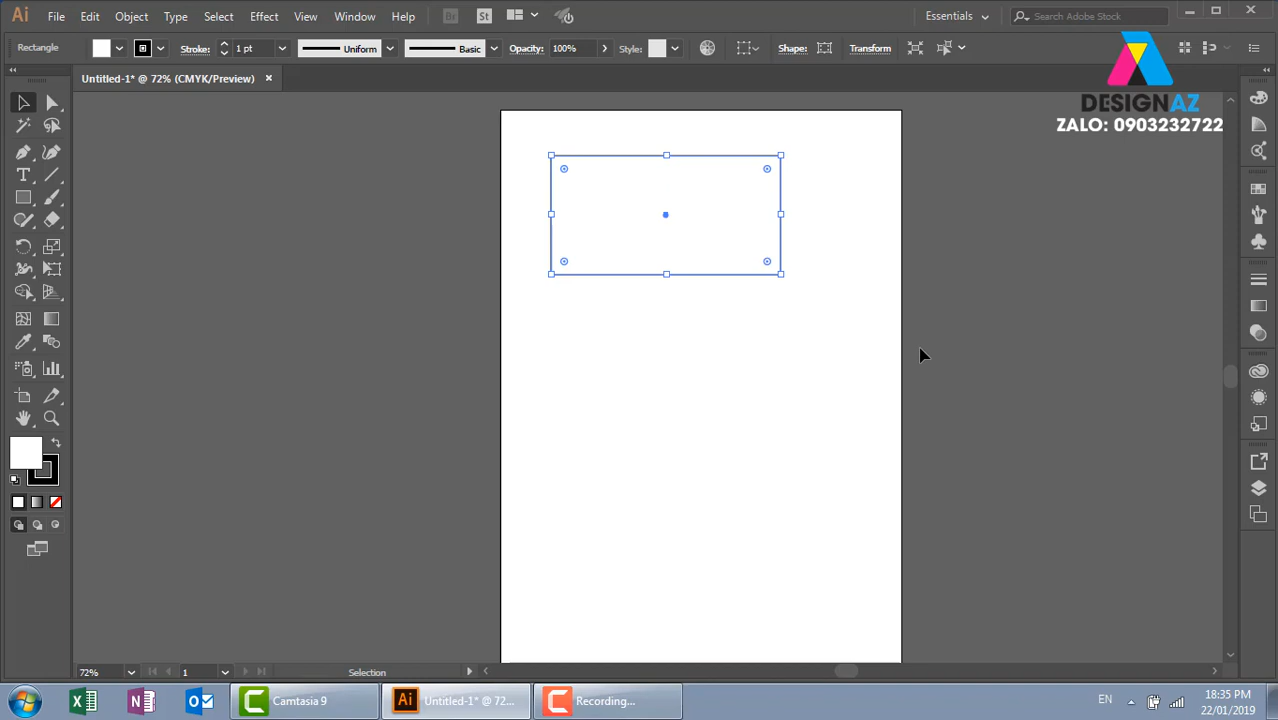 Ai File Edit Object Type Select Effect View Window Help Br St Essentials Search Adobe Stock
Rectangle Stroke: 1 pt Uniform Basic Opacity: 100% Style: Shape: Transform
Untitled-1* @ 72% (CMYK/Preview) ×
DESIGNAZ
ZALO: 0903232722
72% 1 Selection
Camtasia 9 Ai Untitled-1* @ 72... Recording... EN 18:35 PM
22/01/2019